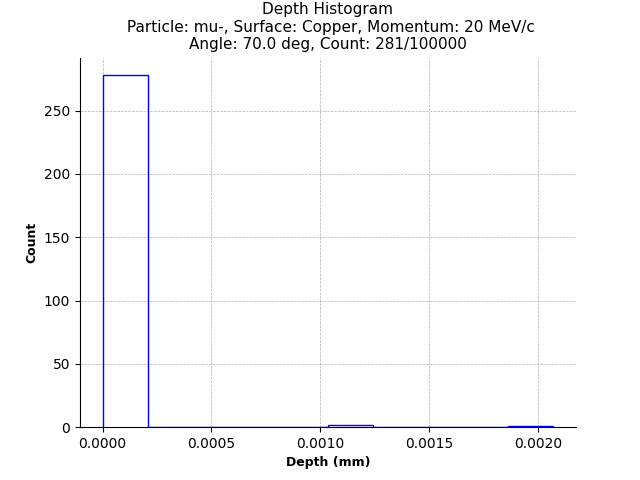 Depth Histogram
Particle: mu-, Surface: Copper, Momentum: 20 MeV/c
Angle: 70.0 deg, Count: 281/100000
250
200
150
100
50
0
Count
0.0000 0.0005 0.0010 0.0015 0.0020
Depth (mm)